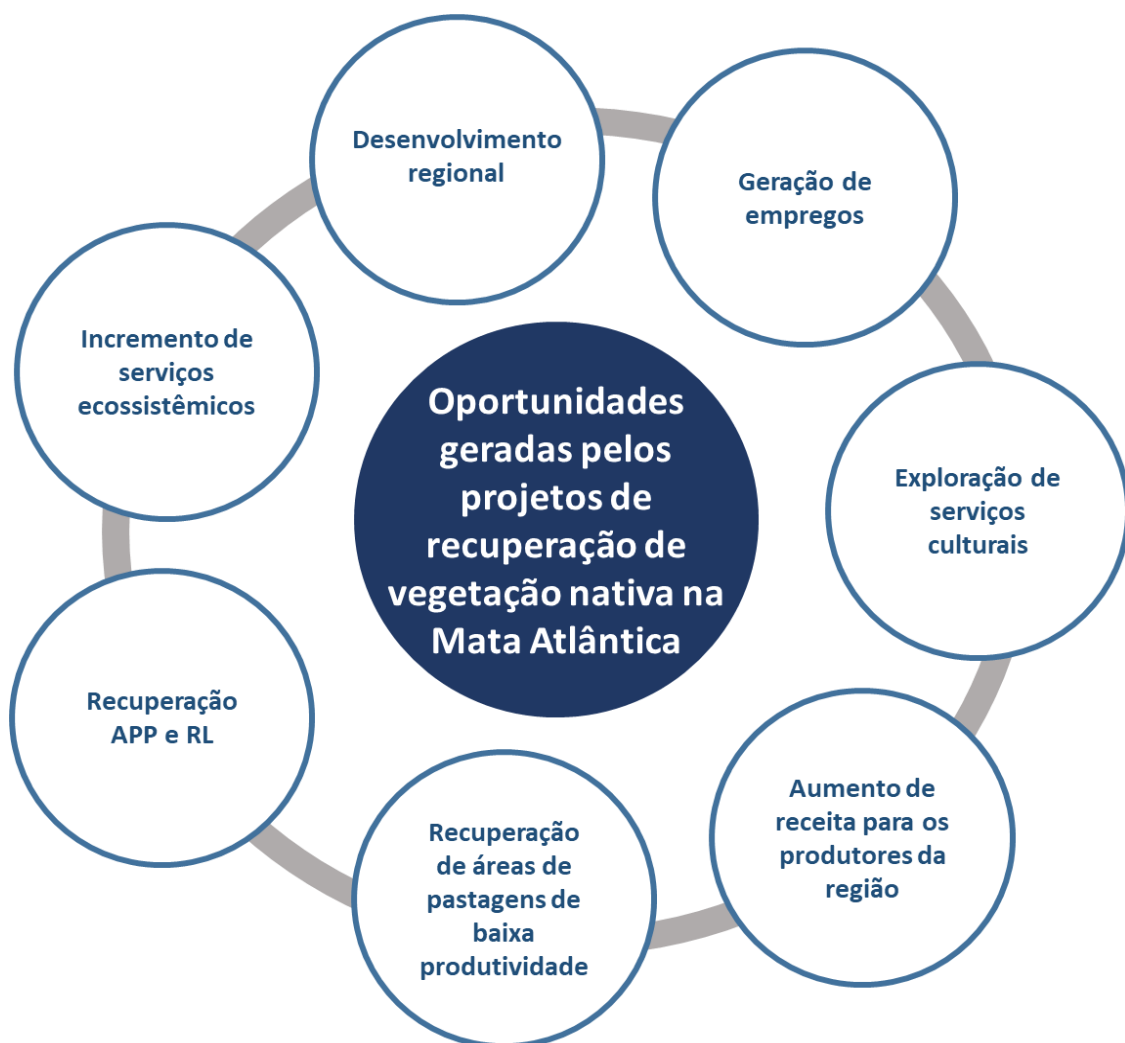 Desenvolvimento
regional
Geração de
empregos
Incremento de
serviços
ecossistêmicos
Oportunidades
geradas pelos
projetos de
recuperação de
vegetação nativa na
Mata Atlântica
Exploração de
serviços
culturais
Recuperação
APP e RL
Aumento de
receita para os
produtores da
região
Recuperação
de áreas de
pastagens de
baixa
produtividade